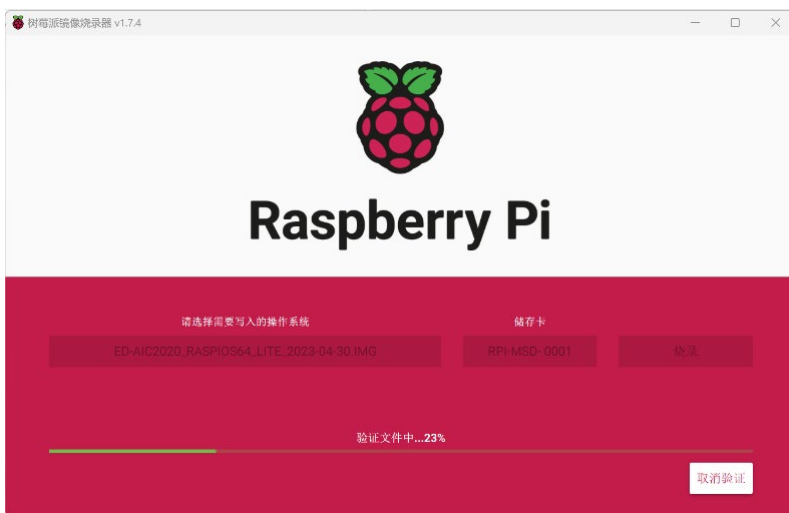 树莓派镜像烧录器 v1.7.4
Raspberry Pi
请选择需要写入的操作系统
储存卡
ED-AIC2020_RASPIOS64_LITE_2023-04-30.IMG
RPI-MSD- 0001
烧录
验证文件中...23%
取消验证